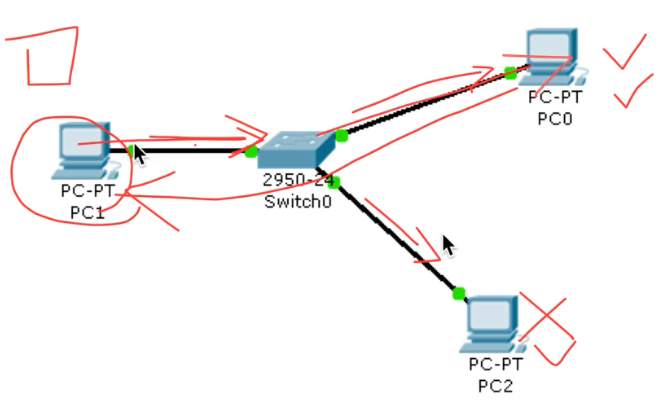 PC-PT
PC0
PC-PT
PC1
2950-24
Switch0
PC-PT
PC2